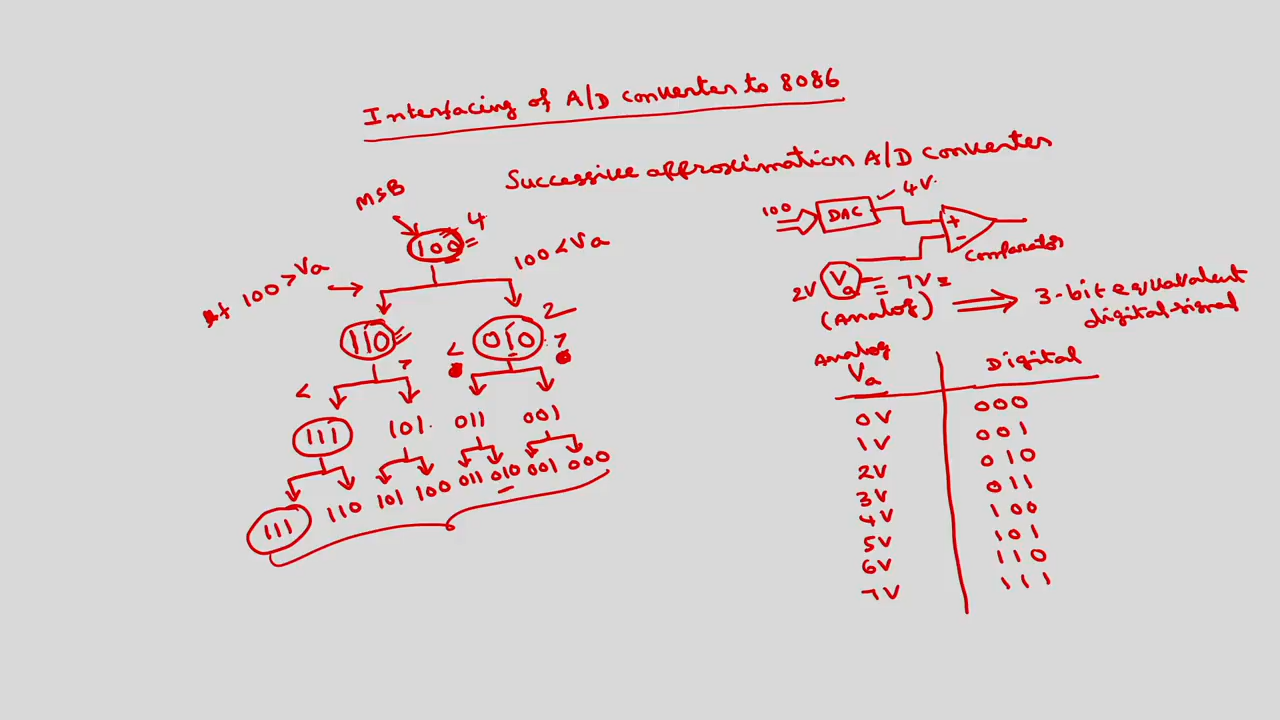 Interfacing of A/D converter to 8086
Successive approximation A/D converter
MSB
100 = 4
If 100 > Va
100 < Va
110
010
2
< >
< >
111 101 011 001
111 110 101 100 011 010 001 000
100
DAC
4V
+
-
Comparator
2V Va = 7V
(Analog)
3-bit equavalent
digital signal
Analog
Va
Digital
0V 000
1V 001
2V 010
3V 011
4V 100
5V 101
6V 110
7V 111